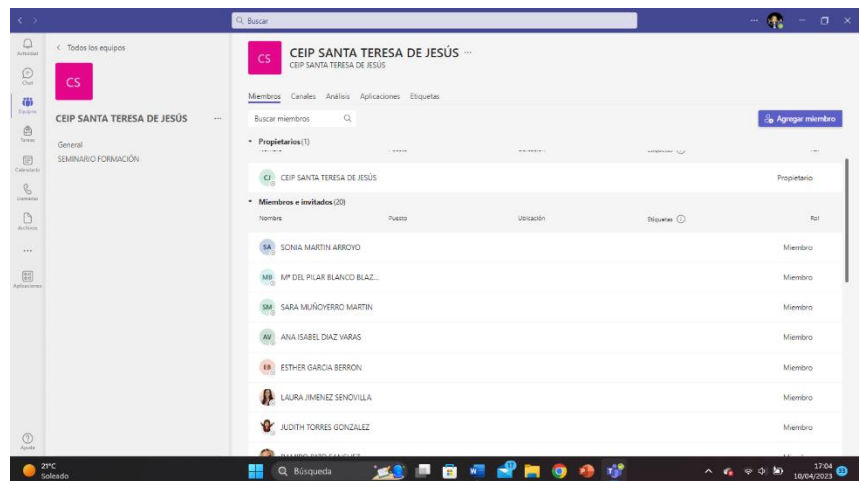 Buscar
Actividad
Chat
Equipos
Tareas
Calendario
Llamadas
Archivos
Aplicaciones
Ayuda
Todos los equipos
CS
CEIP SANTA TERESA DE JESÚS
General
SEMINARIO FORMACIÓN
CS
CEIP SANTA TERESA DE JESÚS
CEIP SANTA TERESA DE JESÚS
Miembros Canales Análisis Aplicaciones Etiquetas
Buscar miembros
Agregar miembro
Propietarios(1)
CJ CEIP SANTA TERESA DE JESÚS Propietario
Miembros e invitados(20)
Nombre Puesto Ubicación Etiquetas Rol
SA SONIA MARTIN ARROYO Miembro
MB Mª DEL PILAR BLANCO BLAZ... Miembro
SM SARA MUÑOYERRO MARTIN Miembro
AV ANA ISABEL DIAZ VARAS Miembro
EB ESTHER GARCIA BERRON Miembro
LAURA JIMENEZ SENOVILLA Miembro
JUDITH TORRES GONZALEZ Miembro
21°C
Soleado
Búsqueda
17:04
10/04/2023